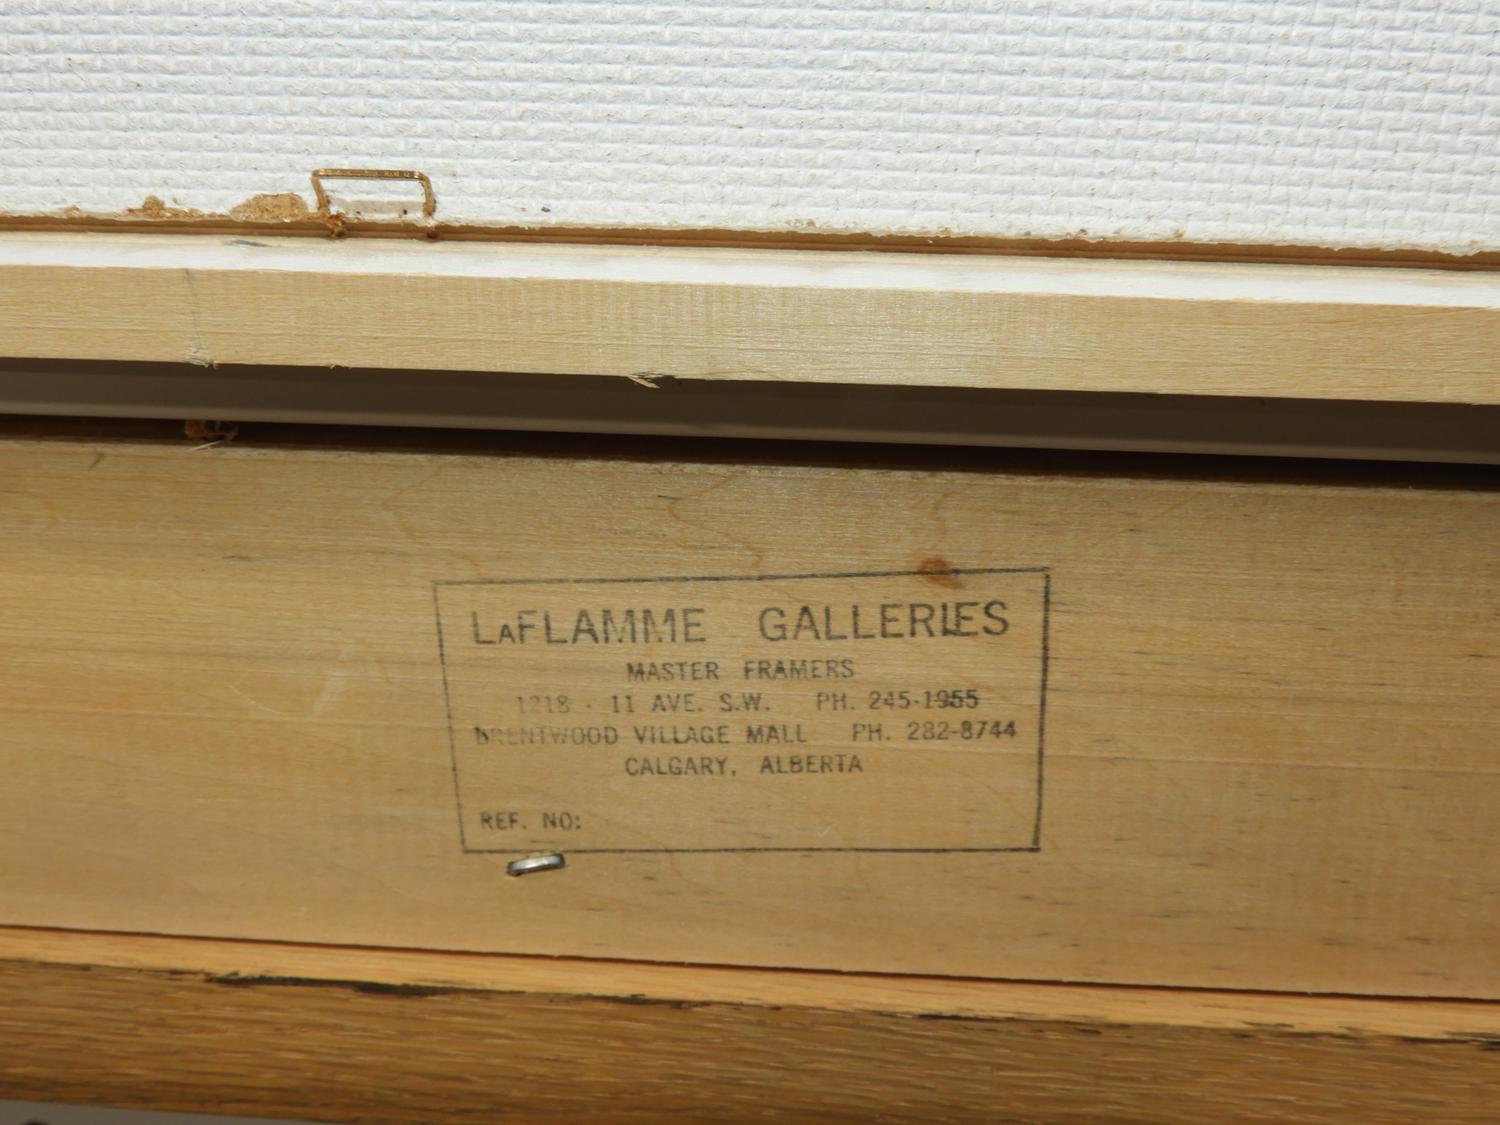 LAFLAMME GALLERIES
MASTER FRAMERS
1218 - 11 AVE. S.W. PH. 245-1955
BRENTWOOD VILLAGE MALL PH. 282-8744
CALGARY, ALBERTA
REF. NO: